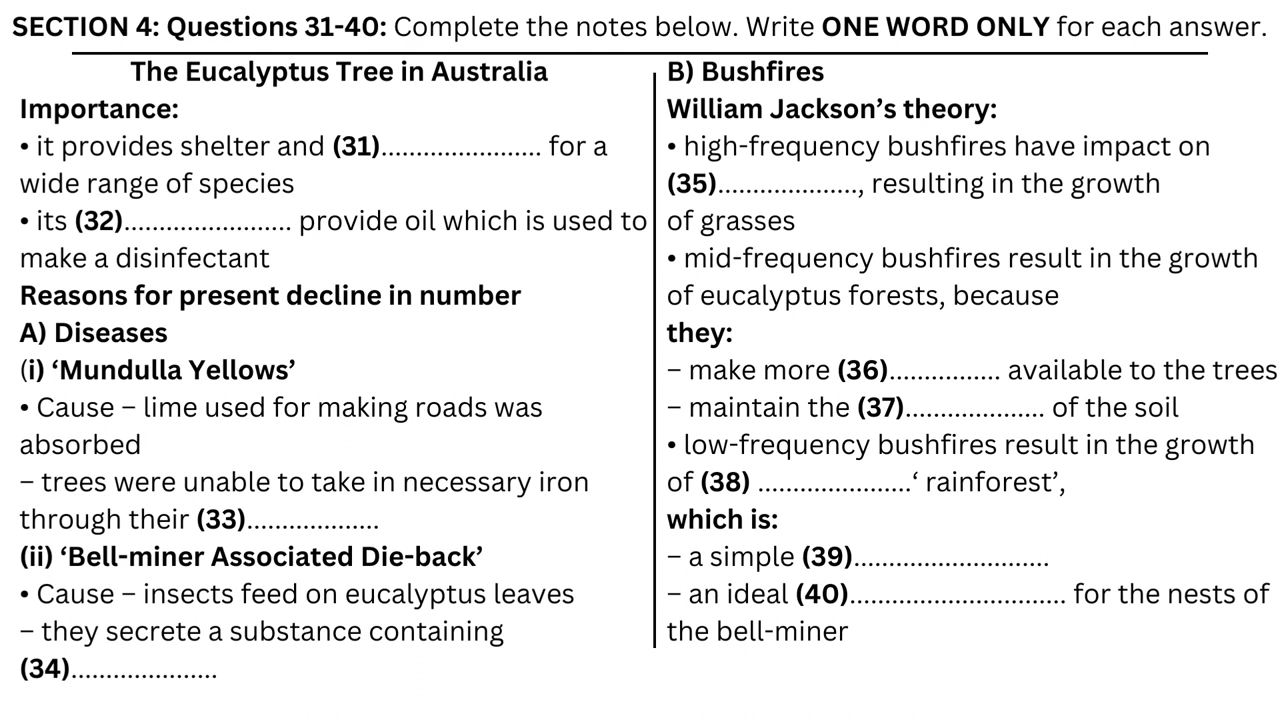 SECTION 4: Questions 31-40: Complete the notes below. Write ONE WORD ONLY for each answer.
The Eucalyptus Tree in Australia
Importance:
• it provides shelter and (31)....................... for a
wide range of species
• its (32)........................ provide oil which is used to
make a disinfectant
Reasons for present decline in number
A) Diseases
(i) ‘Mundulla Yellows’
• Cause – lime used for making roads was
absorbed
– trees were unable to take in necessary iron
through their (33)...................
(ii) ‘Bell-miner Associated Die-back’
• Cause – insects feed on eucalyptus leaves
– they secrete a substance containing
(34).....................
B) Bushfires
William Jackson’s theory:
• high-frequency bushfires have impact on
(35)...................., resulting in the growth
of grasses
• mid-frequency bushfires result in the growth
of eucalyptus forests, because
they:
– make more (36)................ available to the trees
– maintain the (37).................... of the soil
• low-frequency bushfires result in the growth
of (38) ......................‘ rainforest’,
which is:
– a simple (39)............................
– an ideal (40)............................... for the nests of
the bell-miner